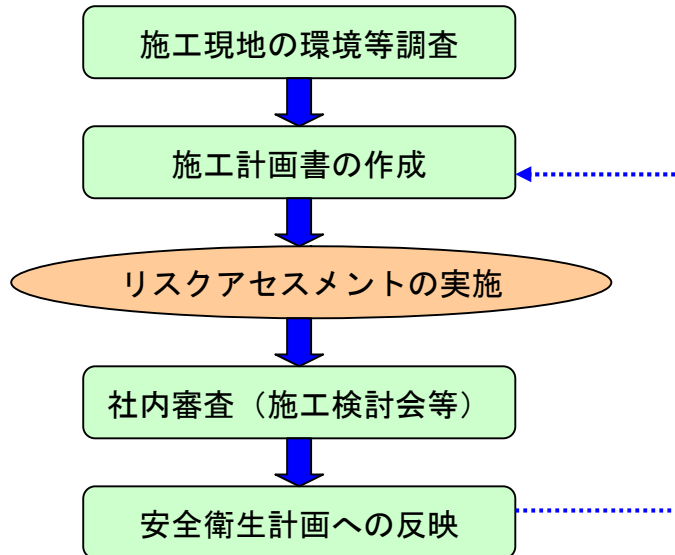 施工現地の環境等調査
施工計画書の作成
リスクアセスメントの実施
社内審査（施工検討会等）
安全衛生計画への反映